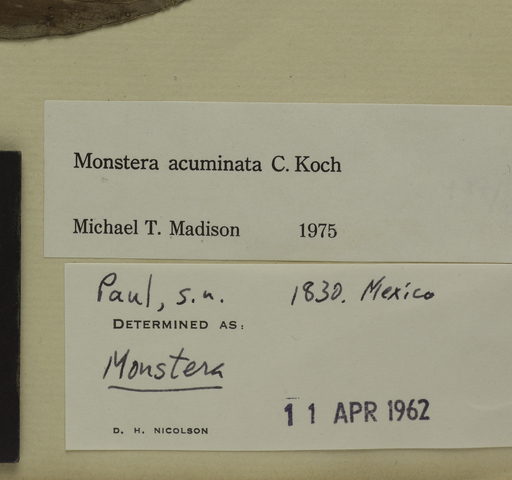 Monstera acuminata C. Koch
Michael T. Madison 1975
Paul, s.n. 1830. Mexico
DETERMINED AS:
Monstera
11 APR 1962
D. H. NICOLSON